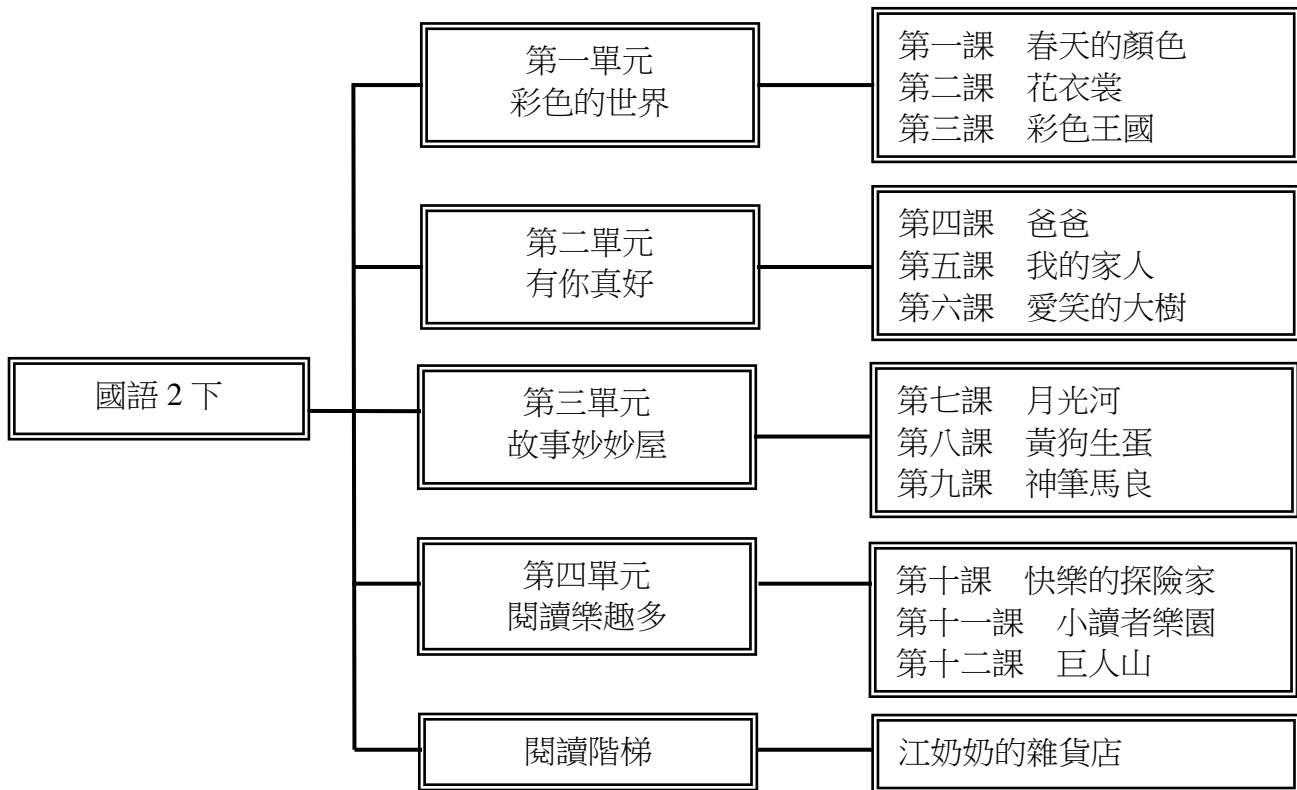 國語 2 下
第一單元
彩色的世界
第一課　春天的顏色
第二課　花衣裳
第三課　彩色王國
第二單元
有你真好
第四課　爸爸
第五課　我的家人
第六課　愛笑的大樹
第三單元
故事妙妙屋
第七課　月光河
第八課　黃狗生蛋
第九課　神筆馬良
第四單元
閱讀樂趣多
第十課　快樂的探險家
第十一課　小讀者樂園
第十二課　巨人山
閱讀階梯
江奶奶的雜貨店